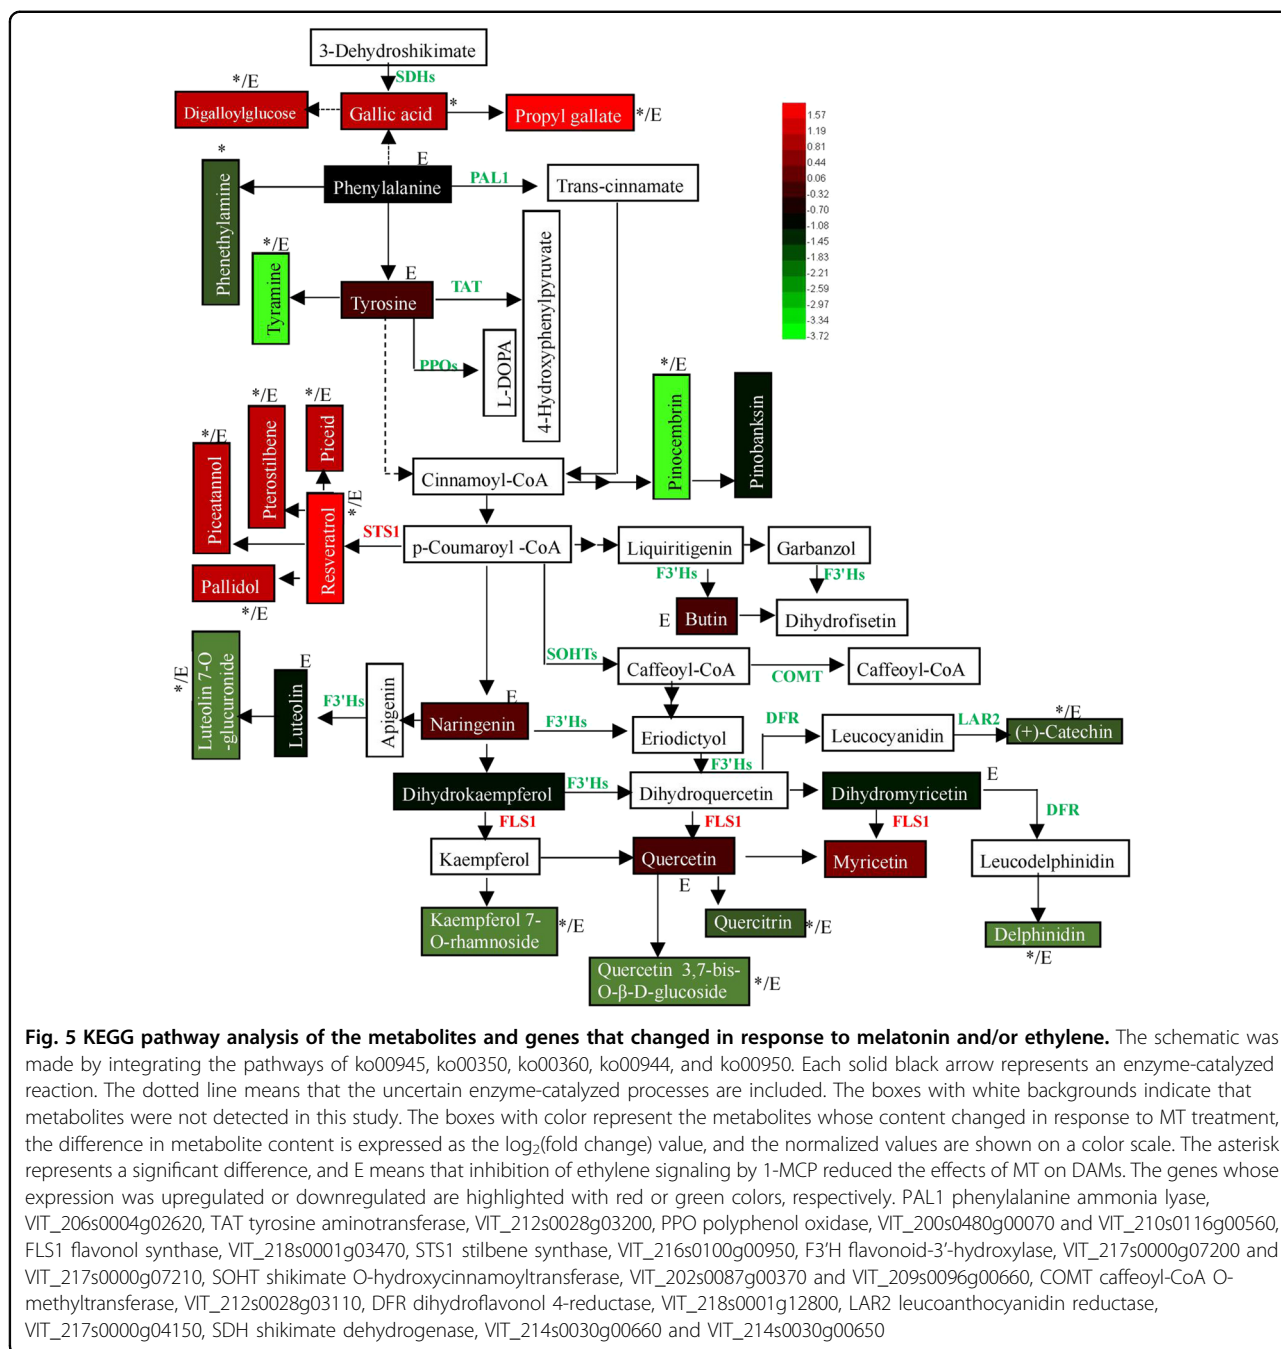 3-Dehydroshikimate
SDHs
*/E
Digalloylglucose
Gallic acid
*
Propyl gallate
*/E
1.57
1.19
0.81
0.44
0.06
-0.32
-0.70
-1.08
-1.45
-1.83
-2.21
-2.59
-2.97
-3.34
-3.72
*
Phenethylamine
E
Phenylalanine
PAL1
Trans-cinnamate
*/E
Tyramine
E
Tyrosine
TAT
4-Hydroxyphenylpyruvate
PPOs
L-DOPA
*/E
Pinocembrin
Pinobanksin
*/E
Piceatannol
*/E
Pterostilbene
*/E
Piceid
Cinnamoyl-CoA
*/E
Resveratrol
STS1
p-Coumaroyl -CoA
Liquiritigenin
Garbanzol
Pallidol
*/E
F3'Hs
F3'Hs
E
Butin
Dihydrofisetin
SOHTs
Caffeoyl-CoA
COMT
Caffeoyl-CoA
*/E
Luteolin 7-O
-glucuronide
E
Luteolin
F3'Hs
Apigenin
E
Naringenin
F3'Hs
Eriodictyol
DFR
Leucocyanidin
LAR2
*/E
(+)-Catechin
F3'Hs
Dihydrokaempferol
F3'Hs
Dihydroquercetin
Dihydromyricetin
E
FLS1
FLS1
FLS1
DFR
Kaempferol
Quercetin
E
Myricetin
Leucodelphinidin
Kaempferol 7-
O-rhamnoside
*/E
Quercitrin
*/E
Delphinidin
*/E
Quercetin 3,7-bis-
O-β-D-glucoside
*/E
Fig. 5 KEGG pathway analysis of the metabolites and genes that changed in response to melatonin and/or ethylene. The schematic was
made by integrating the pathways of ko00945, ko00350, ko00360, ko00944, and ko00950. Each solid black arrow represents an enzyme-catalyzed
reaction. The dotted line means that the uncertain enzyme-catalyzed processes are included. The boxes with white backgrounds indicate that
metabolites were not detected in this study. The boxes with color represent the metabolites whose content changed in response to MT treatment,
the difference in metabolite content is expressed as the log₂(fold change) value, and the normalized values are shown on a color scale. The asterisk
represents a significant difference, and E means that inhibition of ethylene signaling by 1-MCP reduced the effects of MT on DAMs. The genes whose
expression was upregulated or downregulated are highlighted with red or green colors, respectively. PAL1 phenylalanine ammonia lyase,
VIT_206s0004g02620, TAT tyrosine aminotransferase, VIT_212s0028g03200, PPO polyphenol oxidase, VIT_200s0480g00070 and VIT_210s0116g00560,
FLS1 flavonol synthase, VIT_218s0001g03470, STS1 stilbene synthase, VIT_216s0100g00950, F3'H flavonoid-3'-hydroxylase, VIT_217s0000g07200 and
VIT_217s0000g07210, SOHT shikimate O-hydroxycinnamoyltransferase, VIT_202s0087g00370 and VIT_209s0096g00660, COMT caffeoyl-CoA O-
methyltransferase, VIT_212s0028g03110, DFR dihydroflavonol 4-reductase, VIT_218s0001g12800, LAR2 leucoanthocyanidin reductase,
VIT_217s0000g04150, SDH shikimate dehydrogenase, VIT_214s0030g00660 and VIT_214s0030g00650